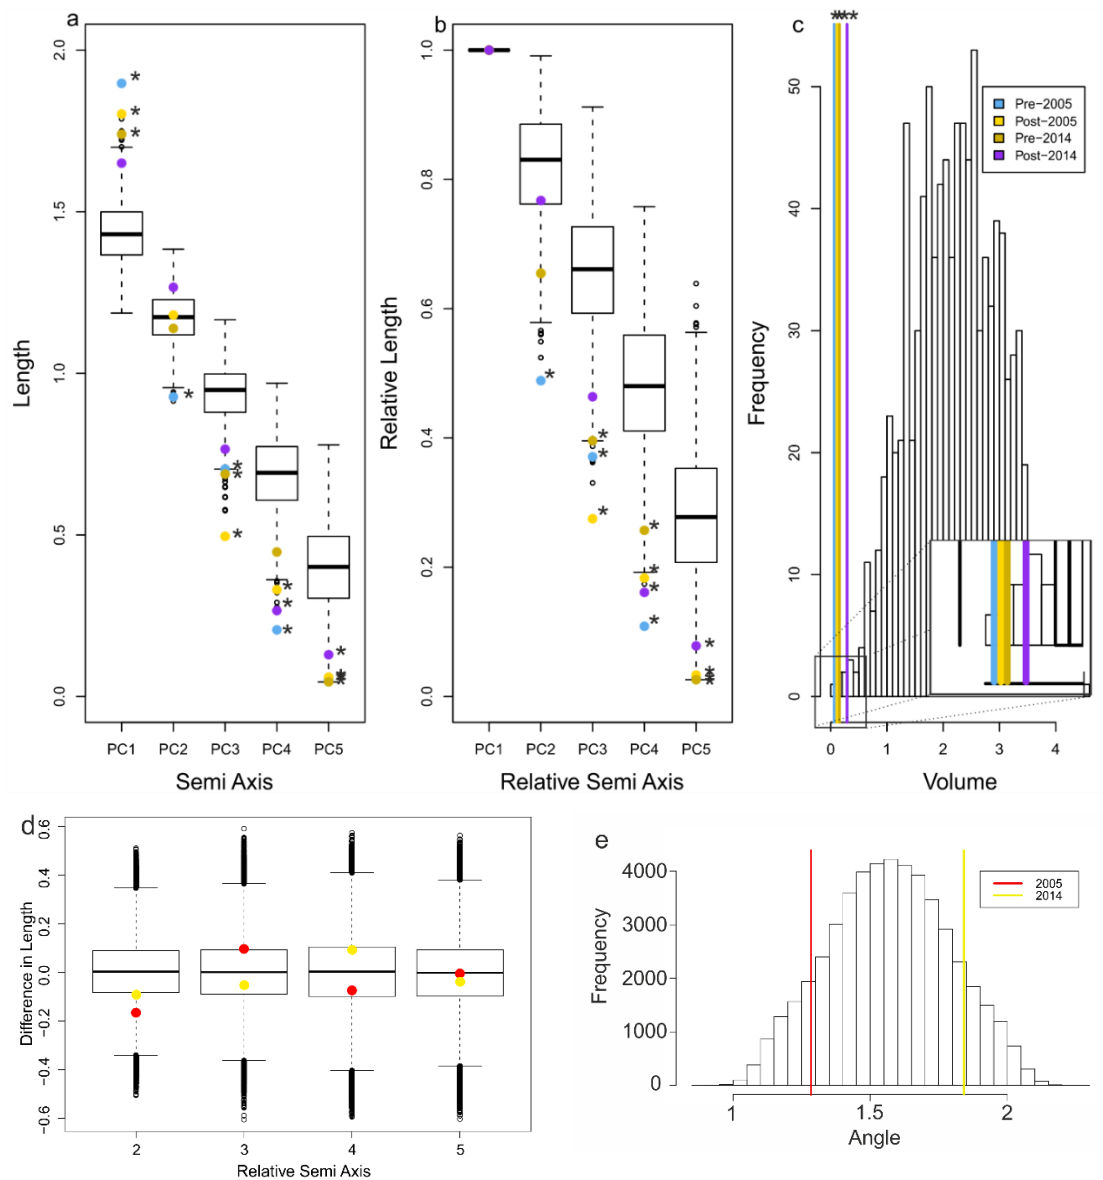 a
2.0
1.5
1.0
0.5
0.0
Length
* * *
*
* * *
* * *
* * * *
PC1 PC2 PC3 PC4 PC5
Semi Axis
b
1.0
0.8
0.6
0.4
0.2
0.0
Relative Length
*
* * *
* * * *
* * * *
PC1 PC2 PC3 PC4 PC5
Relative Semi Axis
c
* * * *
50
40
30
20
10
0
Frequency
Pre-2005
Post-2005
Pre-2014
Post-2014
0 1 2 3 4
Volume
d
0.6
0.4
0.2
0.0
-0.2
-0.4
-0.6
Difference in Length
2 3 4 5
Relative Semi Axis
e
4000
3000
2000
1000
0
Frequency
2005
2014
1 1.5 2
Angle